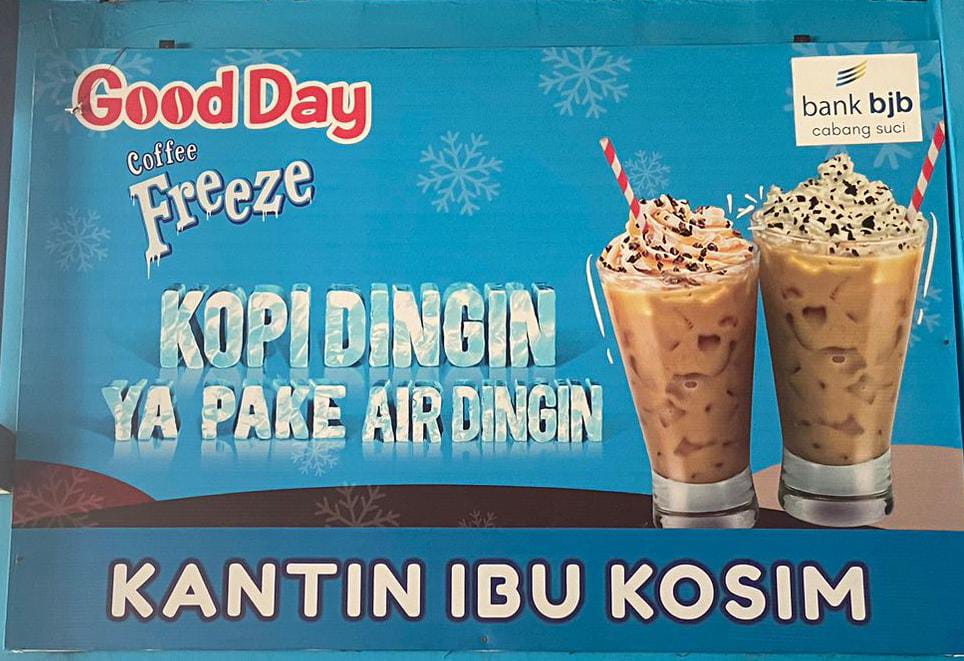 Good Day
Coffee
Freeze
bank bjb
cabang suci
KOPI DINGIN
YA PAKE AIR DINGIN
KANTIN IBU KOSIM